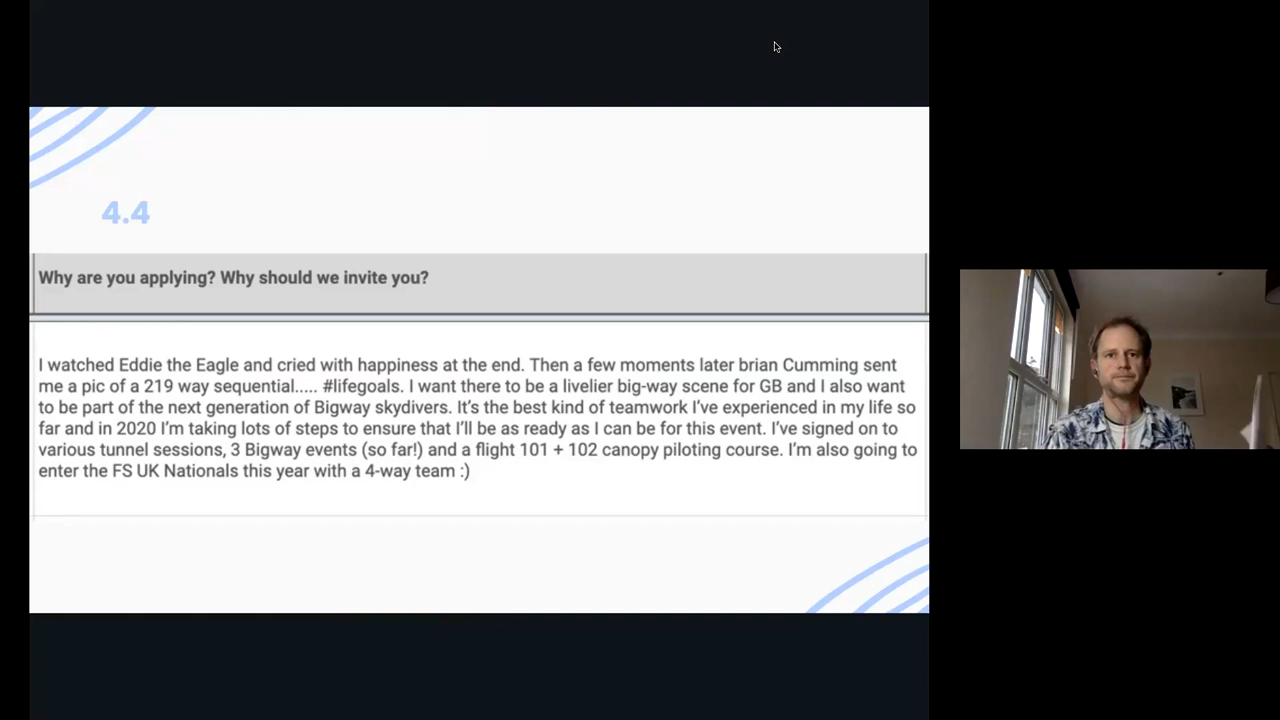 4.4
Why are you applying? Why should we invite you?
I watched Eddie the Eagle and cried with happiness at the end. Then a few moments later brian Cumming sent
me a pic of a 219 way sequential..... #lifegoals. I want there to be a livelier big-way scene for GB and I also want
to be part of the next generation of Bigway skydivers. It’s the best kind of teamwork I’ve experienced in my life so
far and in 2020 I’m taking lots of steps to ensure that I’ll be as ready as I can be for this event. I’ve signed on to
various tunnel sessions, 3 Bigway events (so far!) and a flight 101 + 102 canopy piloting course. I’m also going to
enter the FS UK Nationals this year with a 4-way team :)